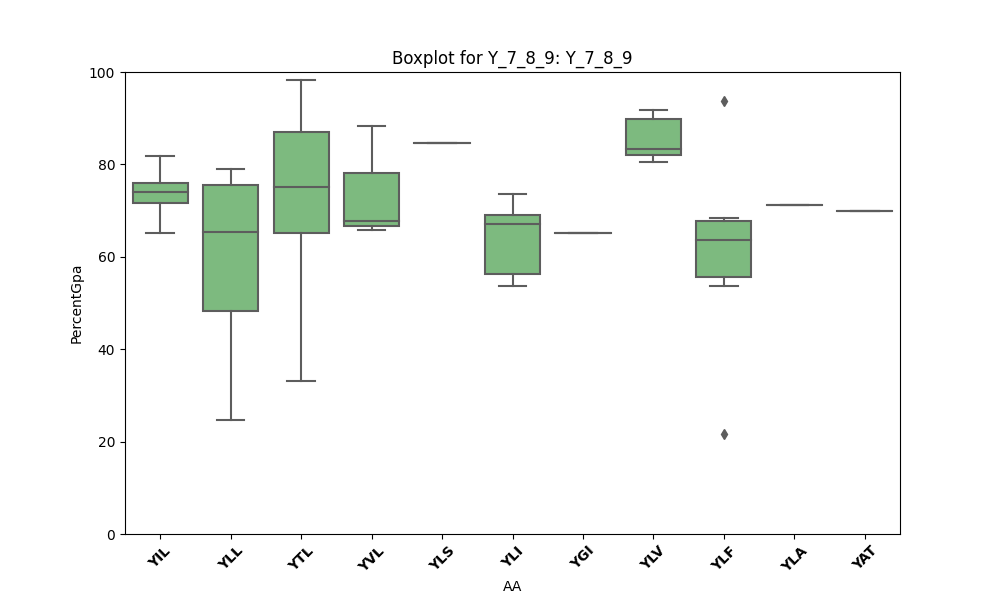 Boxplot for Y_7_8_9: Y_7_8_9
100
80
60
40
20
0
PercentGpa
YIL
YLL
YTL
YVL
YLS
YLI
YGI
YLV
YLF
YLA
YAT
AA